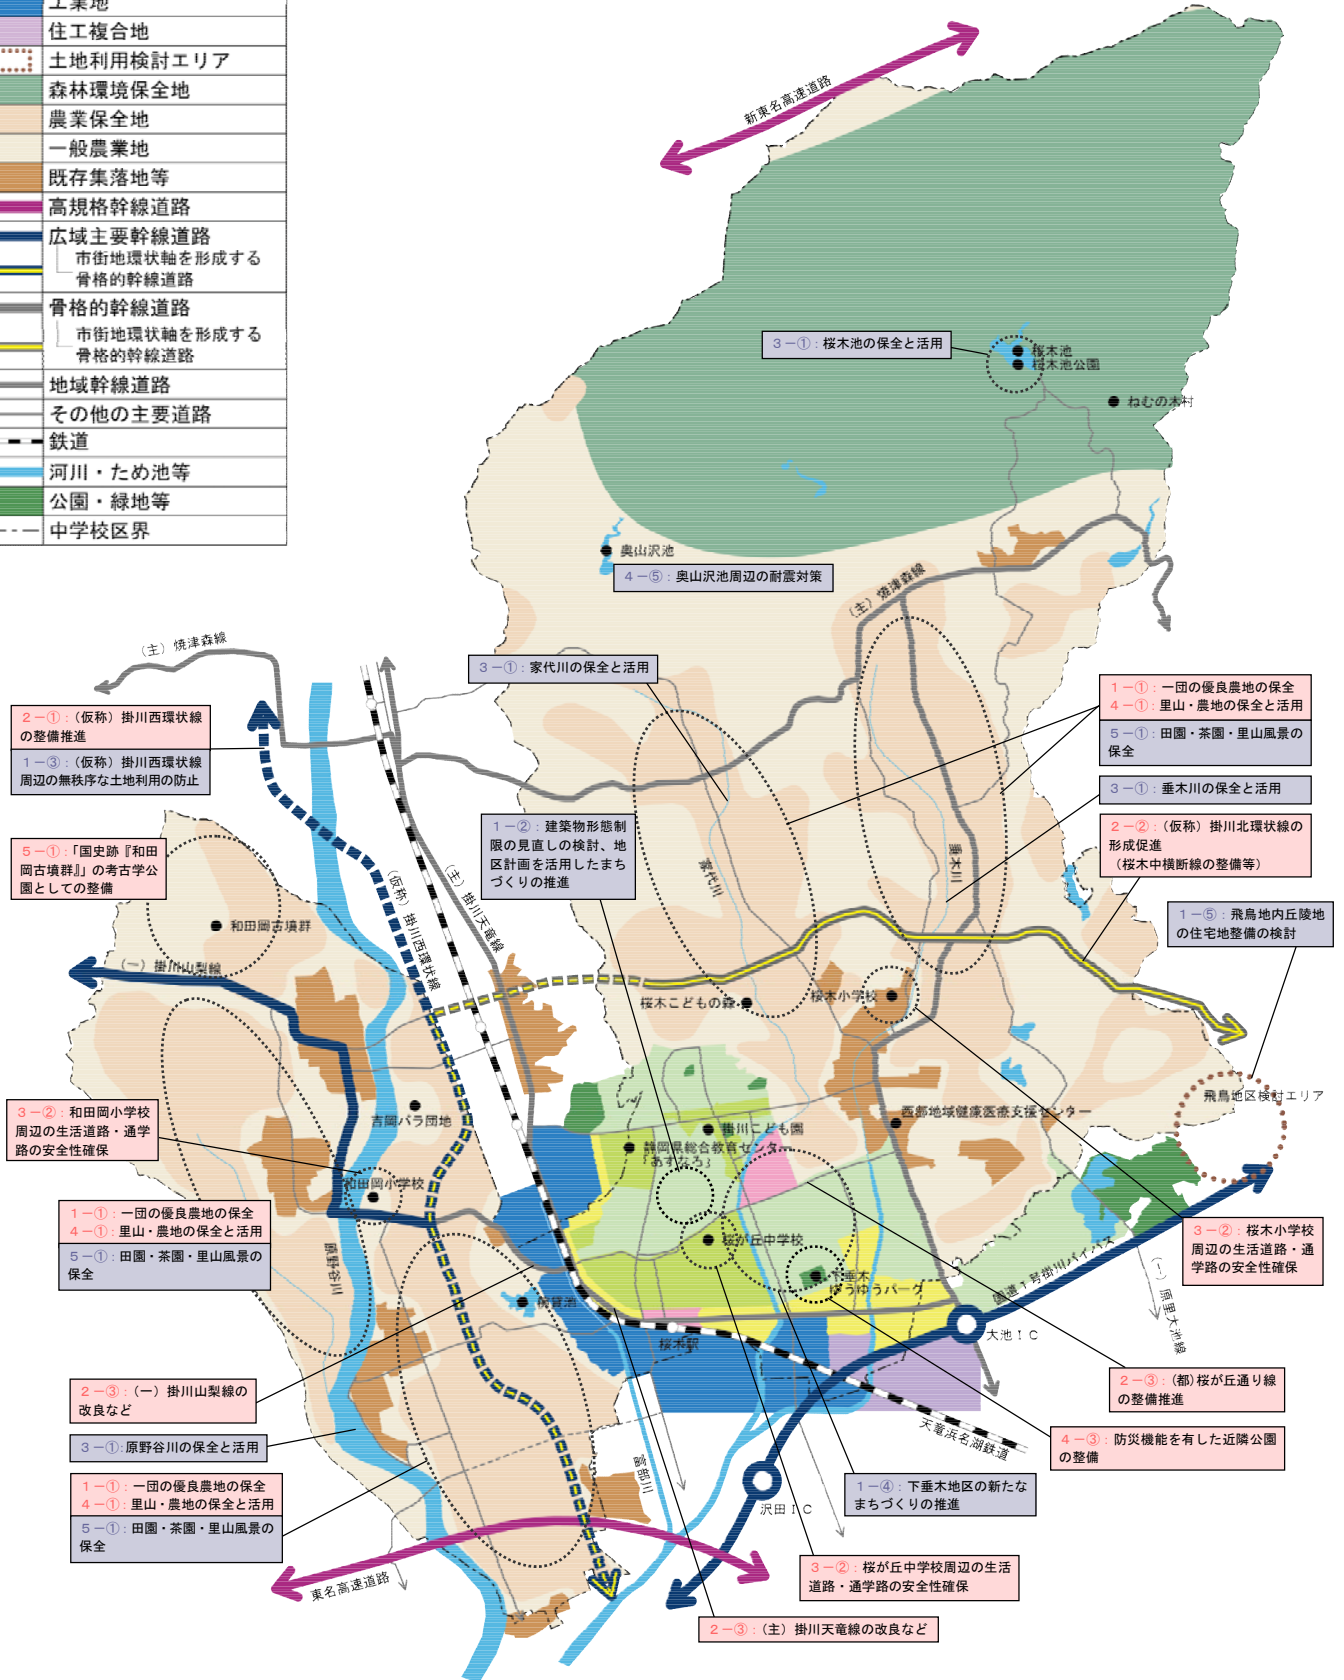 工業地
住工複合地
土地利用検討エリア
森林環境保全地
農業保全地
一般農業地
既存集落地等
高規格幹線道路
広域主要幹線道路
市街地環状軸を形成する
骨格的幹線道路
骨格的幹線道路
市街地環状軸を形成する
骨格的幹線道路
地域幹線道路
その他の主要道路
鉄道
河川・ため池等
公園・緑地等
中学校区界
新東名高速道路
3－①：桜木池の保全と活用
桜木池
桜木池公園
ねむの木村
奥山沢池
4－⑤：奥山沢池周辺の耐震対策
（主）焼津森線
（主）焼津森線
3－①：家代川の保全と活用
1－①：一団の優良農地の保全
4－①：里山・農地の保全と活用
5－①：田園・茶園・里山風景の
保全
2－①：（仮称）掛川西環状線
の整備推進
1－③：（仮称）掛川西環状線
周辺の無秩序な土地利用の防止
3－①：垂木川の保全と活用
1－②：建築物形態制
限の見直しの検討、地
区計画を活用したまち
づくりの推進
2－②：（仮称）掛川北環状線の
形成促進
（桜木中横断線の整備等）
5－①：「国史跡『和田
岡古墳群』」の考古学公
園としての整備
家代川
垂木川
（主）掛川天竜線
（仮称）掛川西環状線
1－⑤：飛鳥地内丘陵地
の住宅地整備の検討
和田岡古墳群
（一）掛川山梨線
桜木こどもの森
桜木小学校
飛鳥地区検討エリア
3－②：和田岡小学校
周辺の生活道路・通学
路の安全性確保
吉岡バラ団地
西部地域健康医療支援センター
掛川こども園
静岡県総合教育センター
「あすなろ」
和田岡小学校
1－①：一団の優良農地の保全
4－①：里山・農地の保全と活用
5－①：田園・茶園・里山風景の
保全
原野谷川
桜が丘中学校
3－②：桜木小学校
周辺の生活道路・通
学路の安全性確保
国道1号掛川バイパス
（一）原里大池線
下垂木
ゆうゆうパーク
大池ＩＣ
桜木駅
2－③：（一）掛川山梨線の
改良など
2－③：（都）桜が丘通り線
の整備推進
3－①：原野谷川の保全と活用
天竜浜名湖鉄道
4－③：防災機能を有した近隣公園
の整備
1－①：一団の優良農地の保全
4－①：里山・農地の保全と活用
5－①：田園・茶園・里山風景の
保全
富部川
沢田ＩＣ
1－④：下垂木地区の新たな
まちづくりの推進
東名高速道路
3－②：桜が丘中学校周辺の生活
道路・通学路の安全性確保
2－③：（主）掛川天竜線の改良など